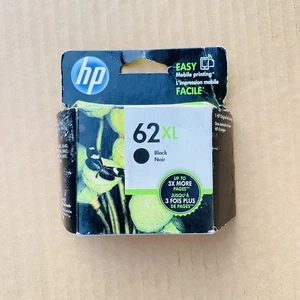 hp
EASY
Mobile printing*
L'impression mobile
FACILE*
62XL
Black
Noir
UP TO
3X MORE
PAGES
JUSQU'À
3 FOIS PLUS
DE PAGES